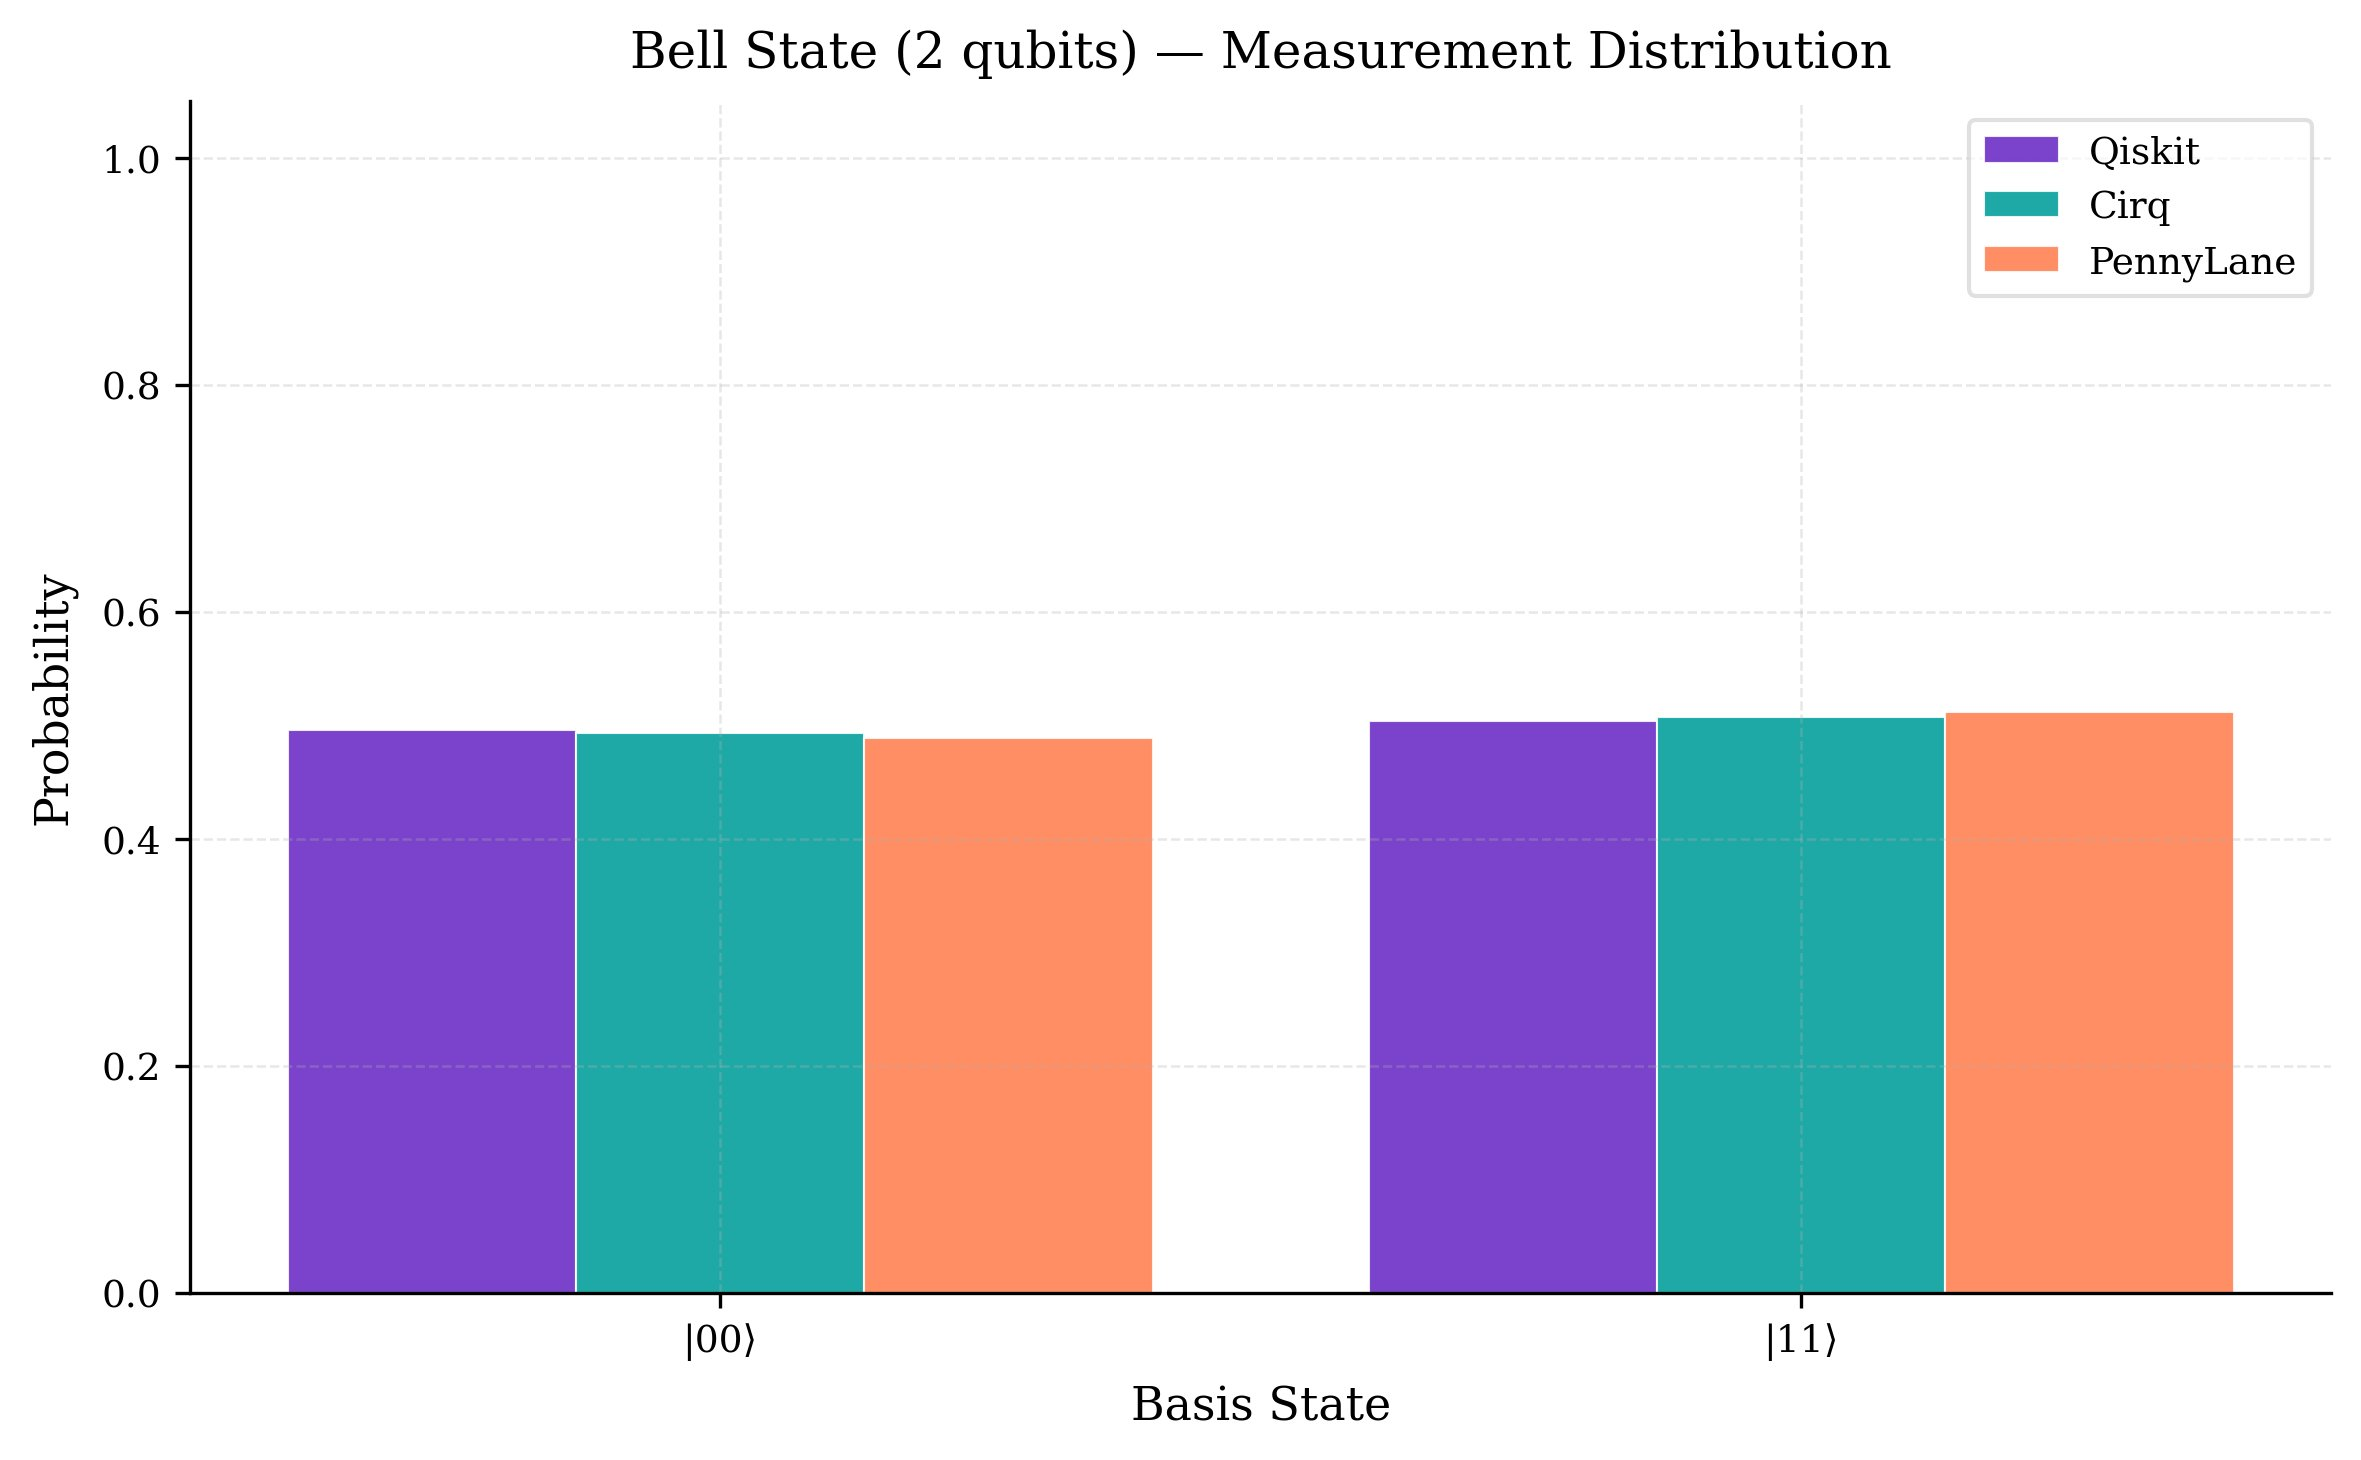 Bell State (2 qubits) — Measurement Distribution
Qiskit
Cirq
PennyLane
Probability
1.0
0.8
0.6
0.4
0.2
0.0
|00⟩
|11⟩
Basis State